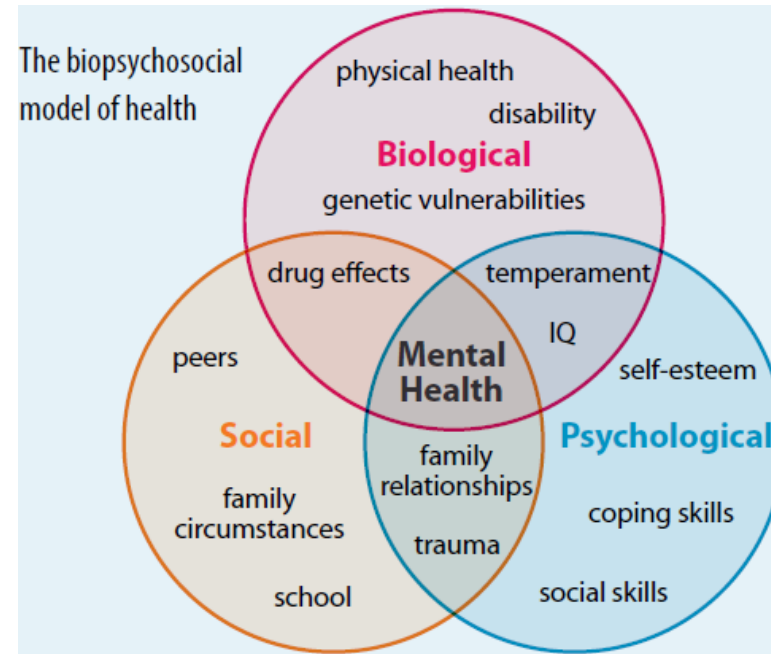 The biopsychosocial
model of health
physical health
disability
Biological
genetic vulnerabilities
drug effects
temperament
IQ
Mental
Health
peers
self-esteem
Social
Psychological
family
relationships
family
circumstances
coping skills
trauma
school
social skills